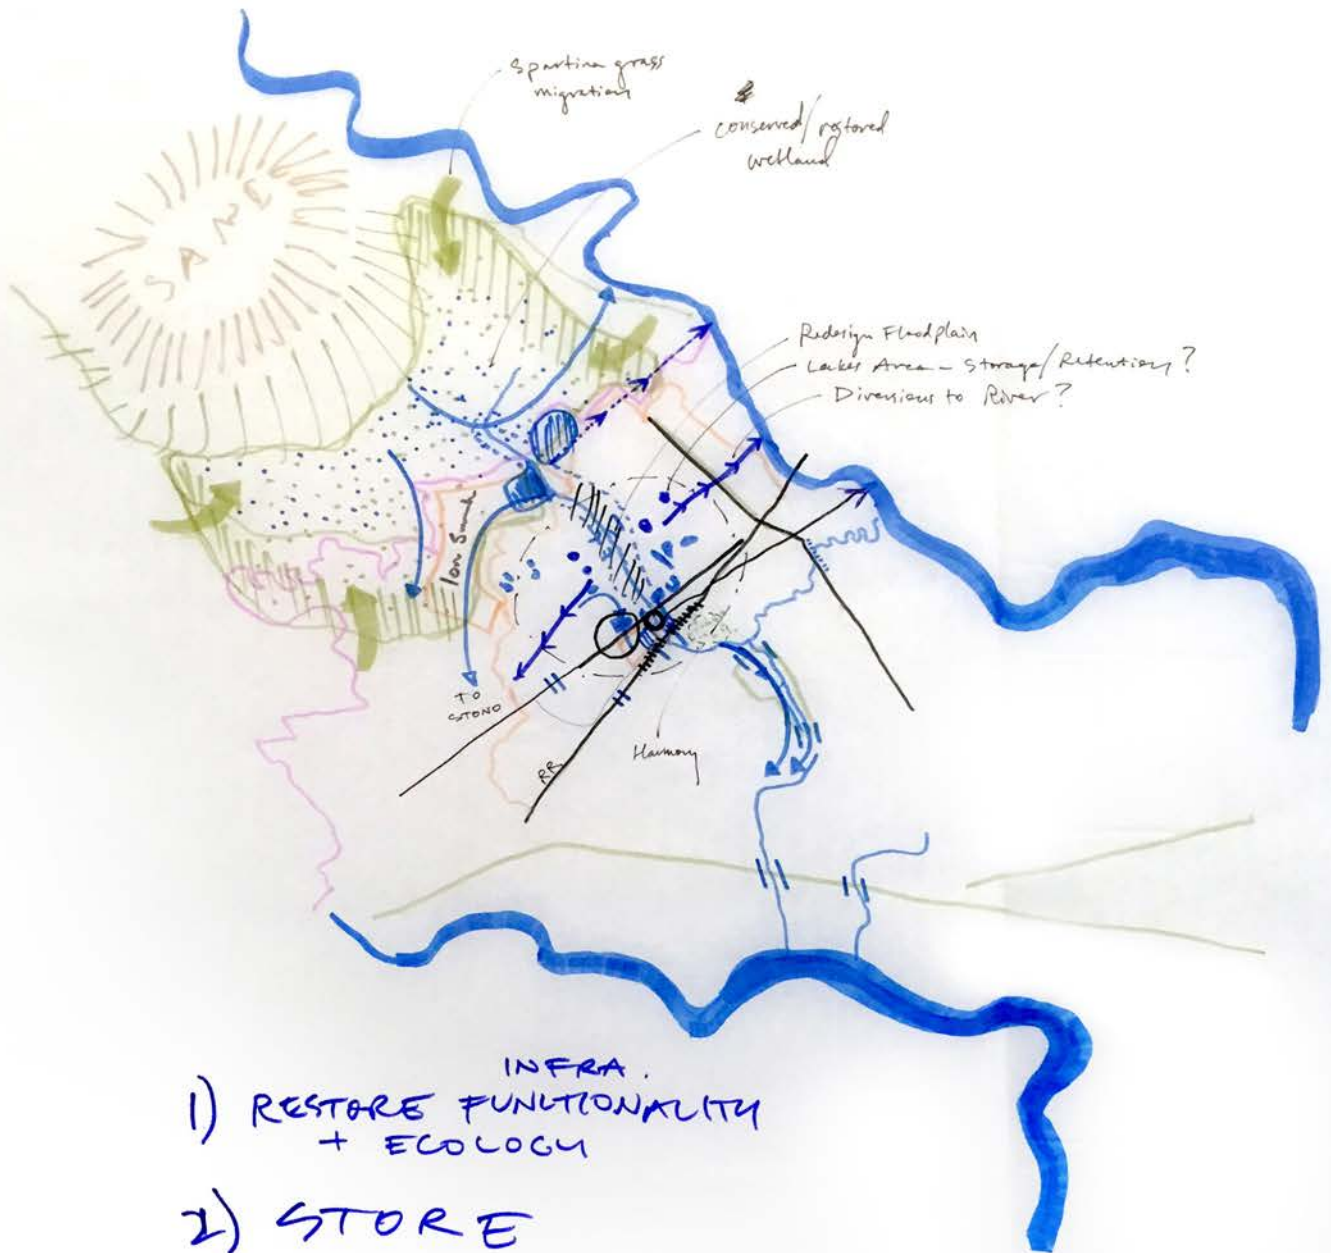 Spartina grass
migration
conserved/restored
wetland
SAND
Redesign Floodplain
Lakes Area - Storage/Retention?
Diversions to River?
TO
STONO
RR
Harmony
INFRA.
1) RESTORE FUNCTIONALITY
+ ECOLOGY
2) STORE